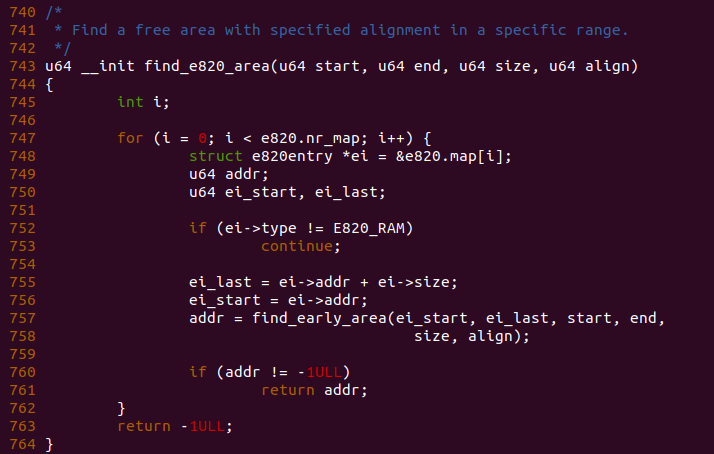 740 /*
741  * Find a free area with specified alignment in a specific range.
742  */
743 u64 __init find_e820_area(u64 start, u64 end, u64 size, u64 align)
744 {
745         int i;
746
747         for (i = 0; i < e820.nr_map; i++) {
748                 struct e820entry *ei = &e820.map[i];
749                 u64 addr;
750                 u64 ei_start, ei_last;
751
752                 if (ei->type != E820_RAM)
753                         continue;
754
755                 ei_last = ei->addr + ei->size;
756                 ei_start = ei->addr;
757                 addr = find_early_area(ei_start, ei_last, start, end,
758                                          size, align);
759
760                 if (addr != -1ULL)
761                         return addr;
762         }
763         return -1ULL;
764 }